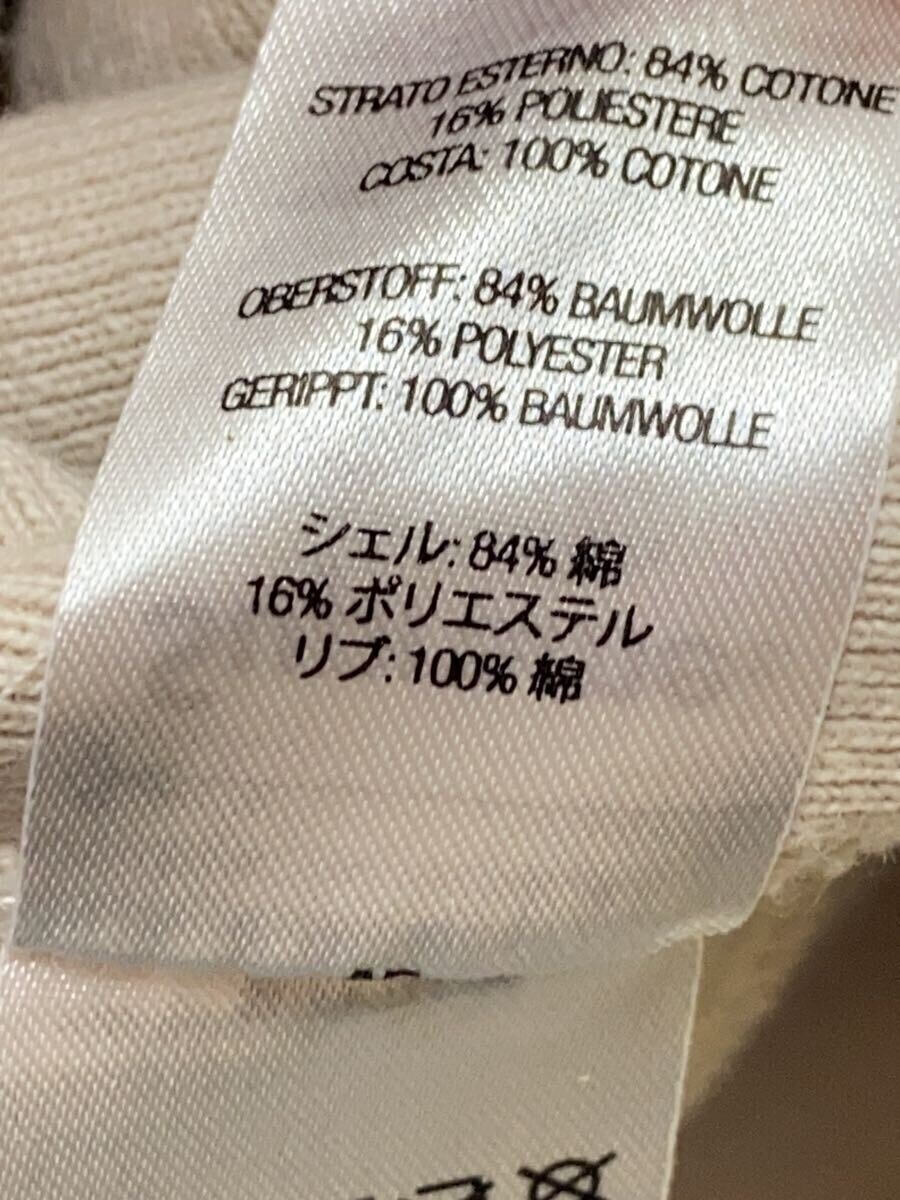 STRATO ESTERNO: 84% COTONE
16% POLIESTERE
COSTA: 100% COTONE
OBERSTOFF: 84% BAUMWOLLE
16% POLYESTER
GERIPPT: 100% BAUMWOLLE
シェル: 84% 綿
16% ポリエステル
リブ: 100% 綿